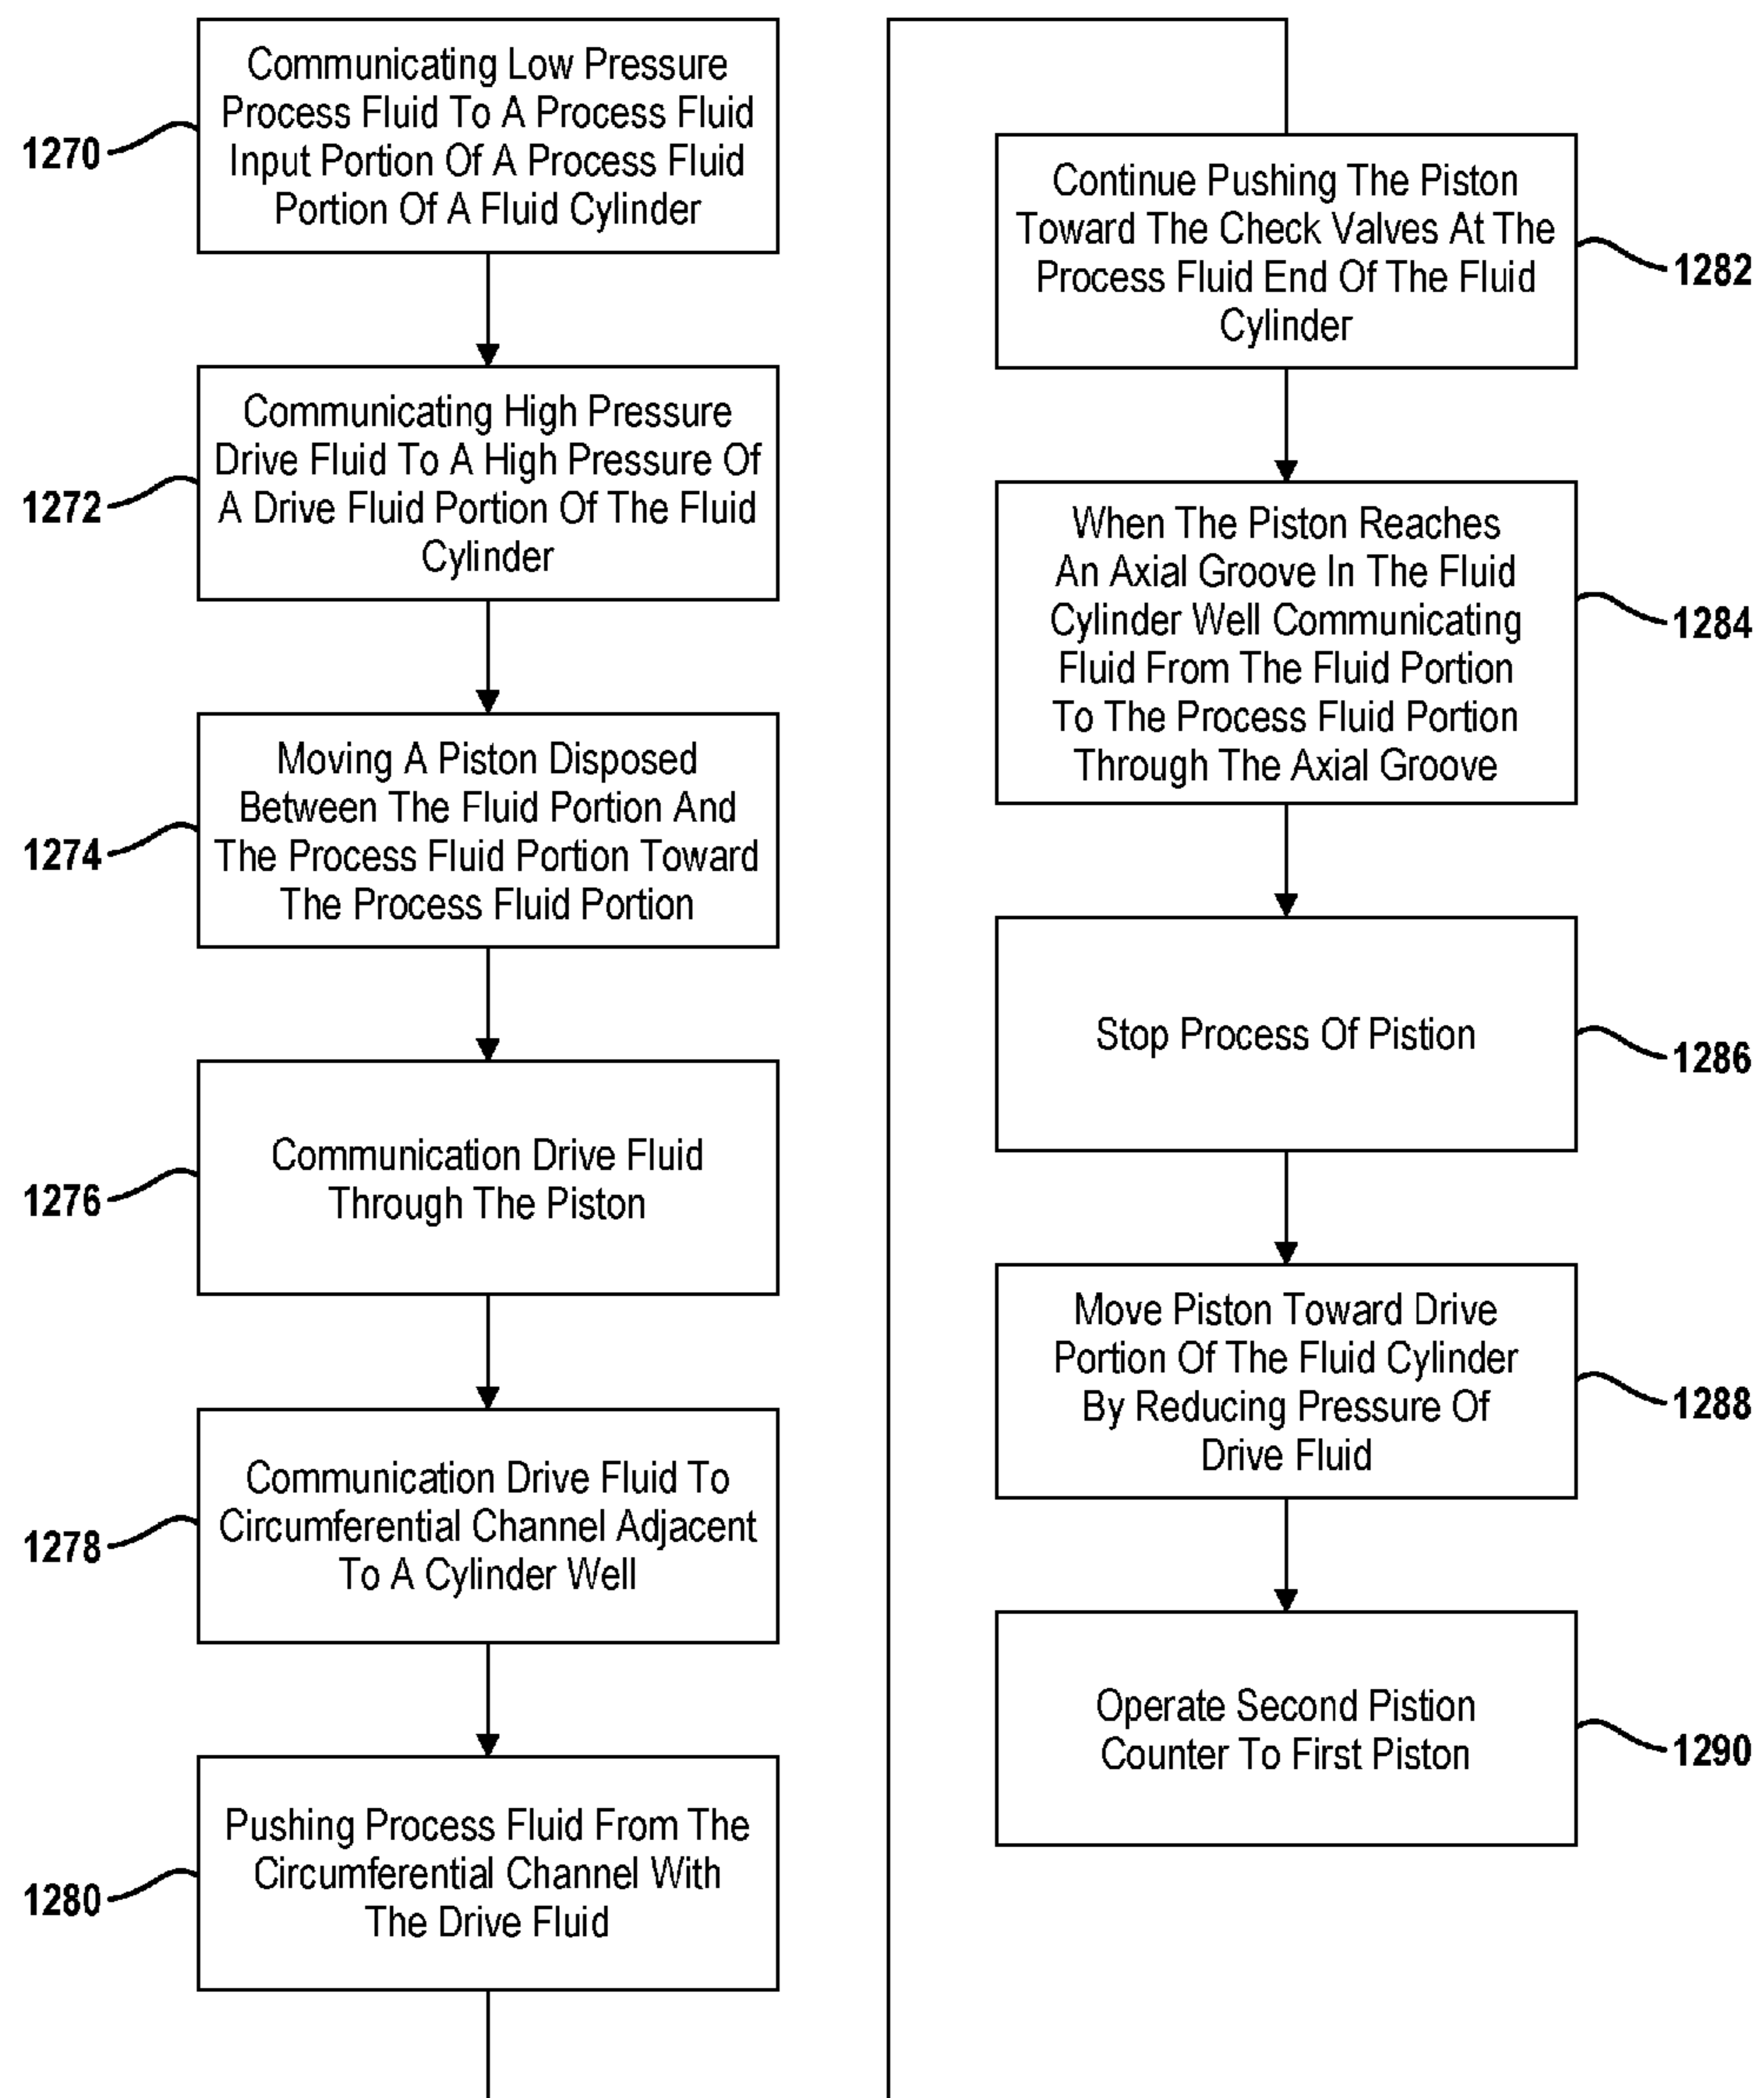 Communicating Low Pressure
Process Fluid To A Process Fluid
Input Portion Of A Process Fluid
Portion Of A Fluid Cylinder
1270
Communicating High Pressure
Drive Fluid To A High Pressure Of
A Drive Fluid Portion Of The Fluid
Cylinder
1272
Moving A Piston Disposed
Between The Fluid Portion And
The Process Fluid Portion Toward
The Process Fluid Portion
1274
Communication Drive Fluid
Through The Piston
1276
Communication Drive Fluid To
Circumferential Channel Adjacent
To A Cylinder Well
1278
Pushing Process Fluid From The
Circumferential Channel With
The Drive Fluid
1280
Continue Pushing The Piston
Toward The Check Valves At The
Process Fluid End Of The Fluid
Cylinder
1282
When The Piston Reaches
An Axial Groove In The Fluid
Cylinder Well Communicating
Fluid From The Fluid Portion
To The Process Fluid Portion
Through The Axial Groove
1284
Stop Process Of Pistion
1286
Move Piston Toward Drive
Portion Of The Fluid Cylinder
By Reducing Pressure Of
Drive Fluid
1288
Operate Second Pistion
Counter To First Piston
1290